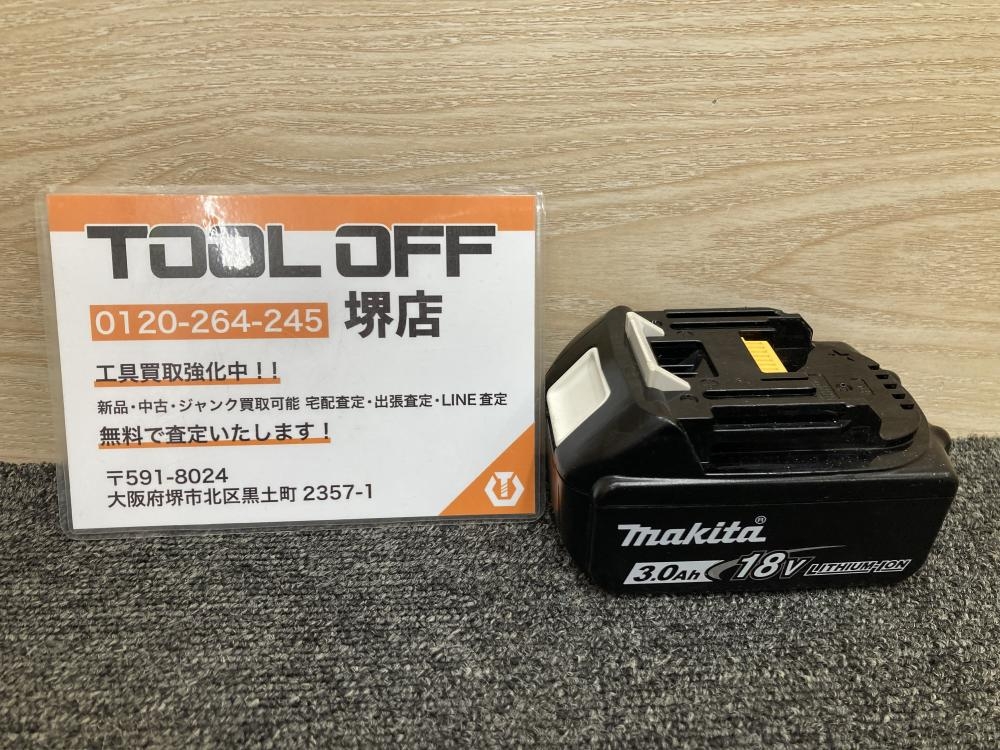 TOOL OFF
0120-264-245 堺店
工具買取強化中！！
新品・中古・ジャンク買取可能 宅配査定・出張査定・LINE査定
無料で査定いたします！
〒591-8024
大阪府堺市北区黒土町 2357-1
makita®
3.0Ah 18V LITHIUM-ION